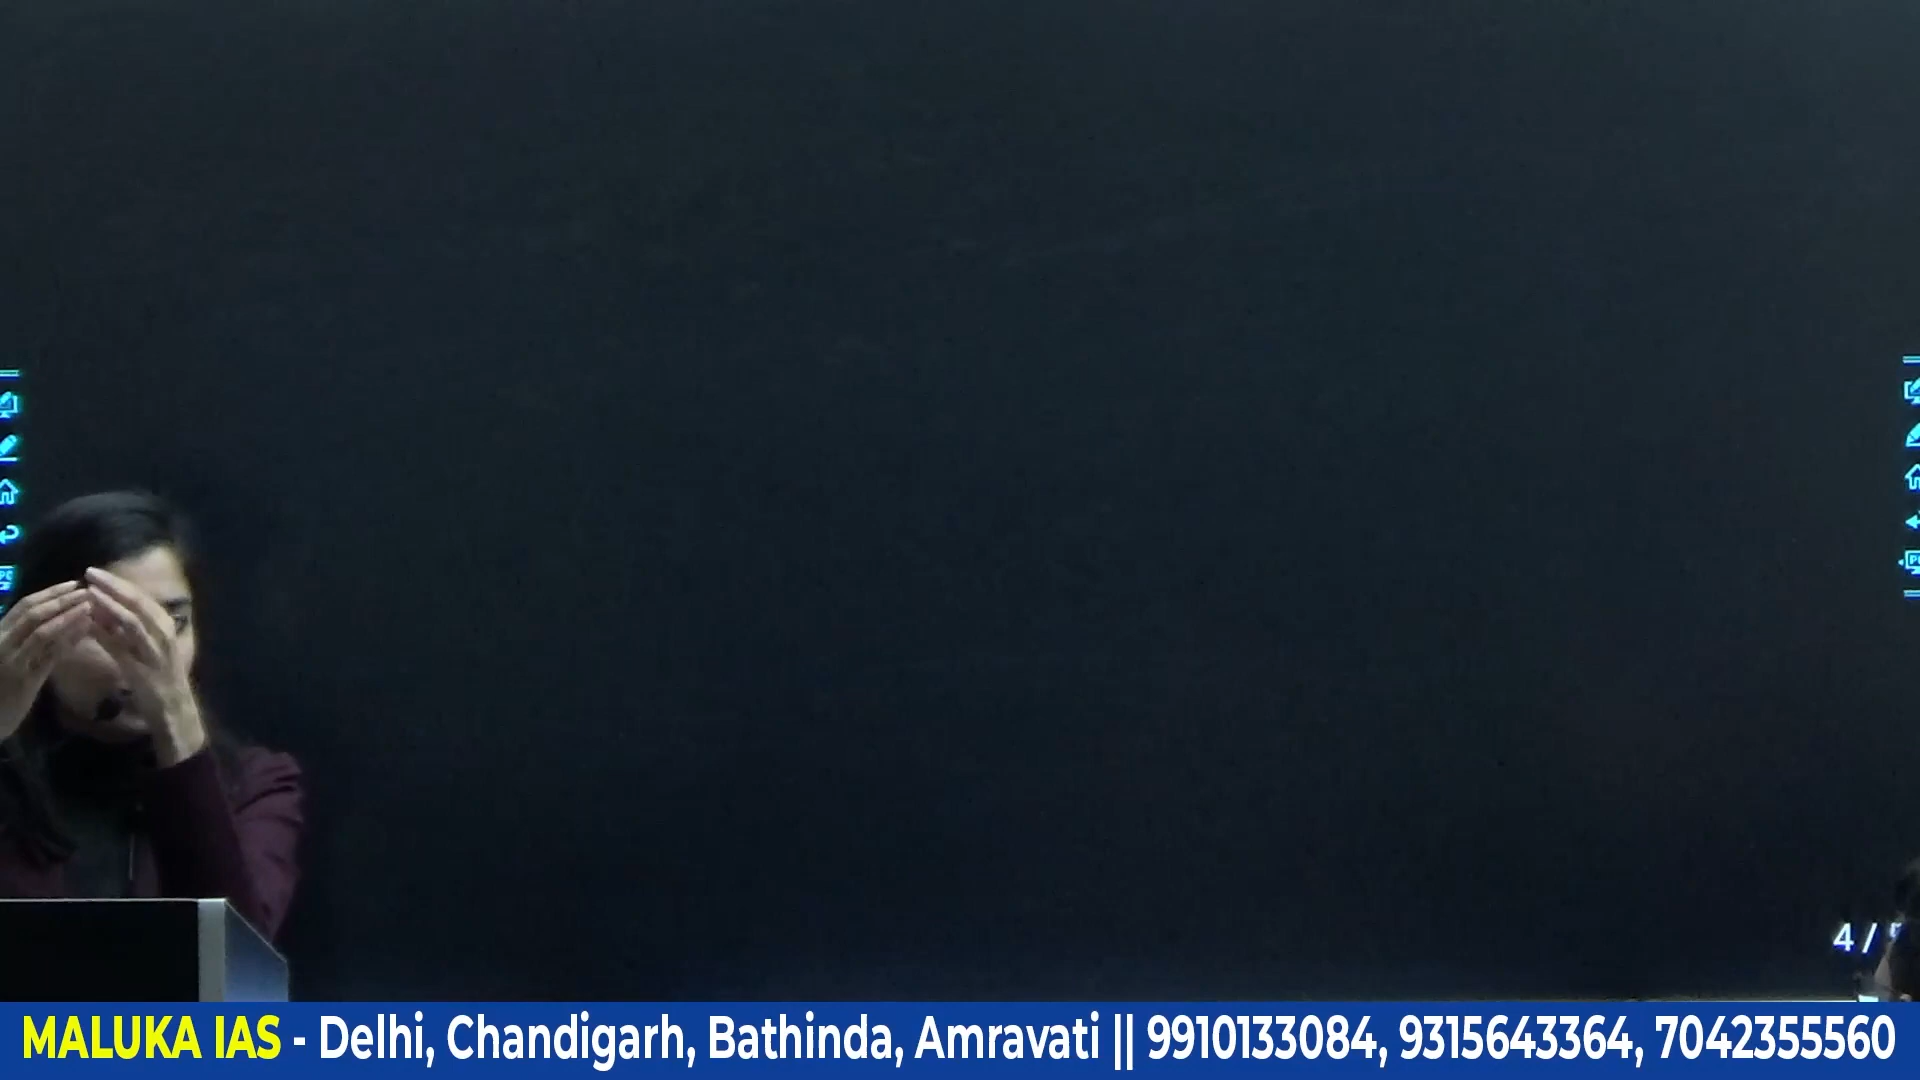 4 /
MALUKA IAS - Delhi, Chandigarh, Bathinda, Amravati || 9910133084, 9315643364, 7042355560